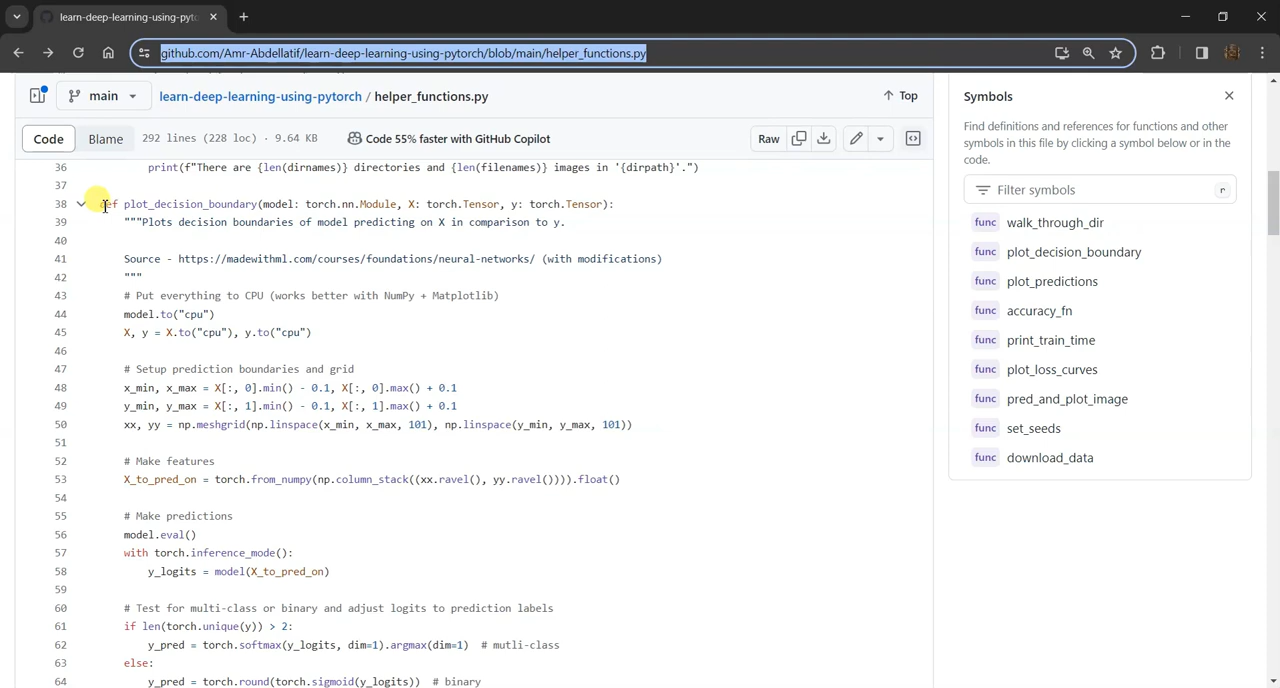 learn-deep-learning-using-pyto
github.com/Amr-Abdellatif/learn-deep-learning-using-pytorch/blob/main/helper_functions.py
main
learn-deep-learning-using-pytorch / helper_functions.py
Top
Code
Blame
292 lines (228 loc) · 9.64 KB
Code 55% faster with GitHub Copilot
Raw
36 print(f"There are {len(dirnames)} directories and {len(filenames)} images in '{dirpath}'.")
37
38 def plot_decision_boundary(model: torch.nn.Module, X: torch.Tensor, y: torch.Tensor):
39 """Plots decision boundaries of model predicting on X in comparison to y.
40
41 Source - https://madewithml.com/courses/foundations/neural-networks/ (with modifications)
42 """
43 # Put everything to CPU (works better with NumPy + Matplotlib)
44 model.to("cpu")
45 X, y = X.to("cpu"), y.to("cpu")
46
47 # Setup prediction boundaries and grid
48 x_min, x_max = X[:, 0].min() - 0.1, X[:, 0].max() + 0.1
49 y_min, y_max = X[:, 1].min() - 0.1, X[:, 1].max() + 0.1
50 xx, yy = np.meshgrid(np.linspace(x_min, x_max, 101), np.linspace(y_min, y_max, 101))
51
52 # Make features
53 X_to_pred_on = torch.from_numpy(np.column_stack((xx.ravel(), yy.ravel()))).float()
54
55 # Make predictions
56 model.eval()
57 with torch.inference_mode():
58 y_logits = model(X_to_pred_on)
59
60 # Test for multi-class or binary and adjust logits to prediction labels
61 if len(torch.unique(y)) > 2:
62 y_pred = torch.softmax(y_logits, dim=1).argmax(dim=1) # mutli-class
63 else:
64 y_pred = torch.round(torch.sigmoid(y_logits)) # binary
Symbols
Find definitions and references for functions and other
symbols in this file by clicking a symbol below or in the
code.
Filter symbols
r
func walk_through_dir
func plot_decision_boundary
func plot_predictions
func accuracy_fn
func print_train_time
func plot_loss_curves
func pred_and_plot_image
func set_seeds
func download_data